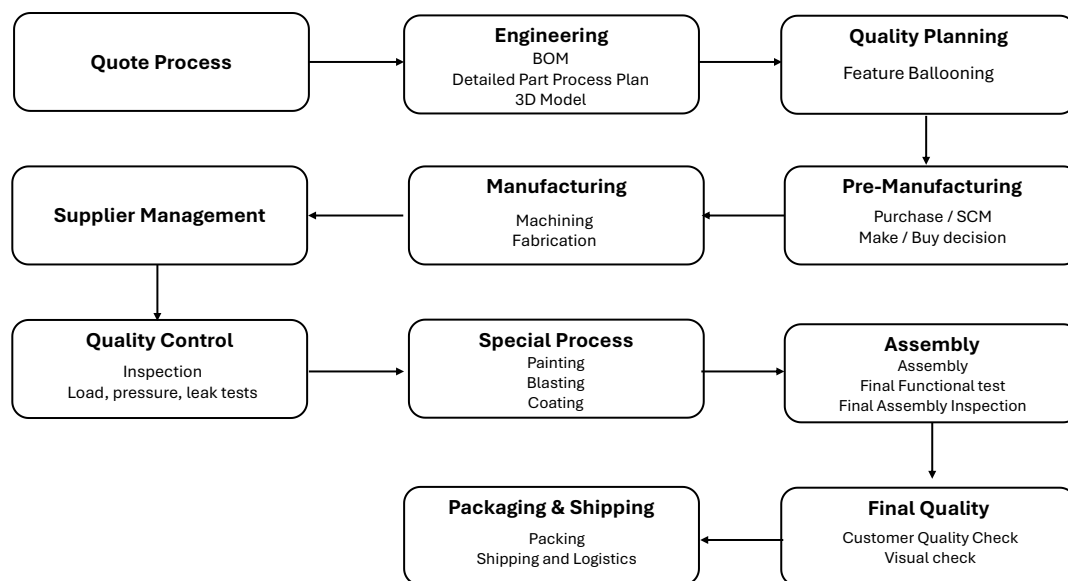 Quote Process
Engineering
BOM
Detailed Part Process Plan
3D Model
Quality Planning
Feature Ballooning
Supplier Management
Manufacturing
Machining
Fabrication
Pre-Manufacturing
Purchase / SCM
Make / Buy decision
Quality Control
Inspection
Load, pressure, leak tests
Special Process
Painting
Blasting
Coating
Assembly
Assembly
Final Functional test
Final Assembly Inspection
Packaging & Shipping
Packing
Shipping and Logistics
Final Quality
Customer Quality Check
Visual check